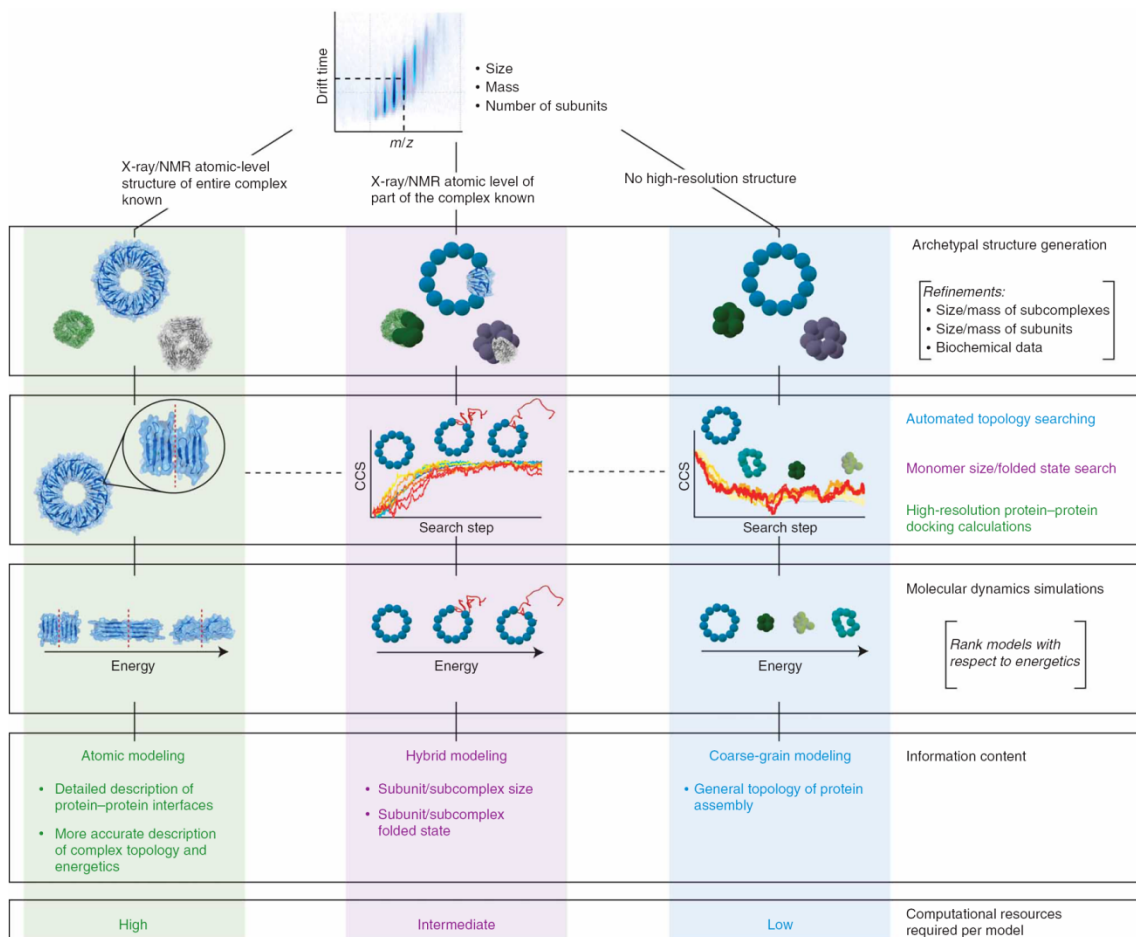 Drift time
m/z
• Size
• Mass
• Number of subunits
X-ray/NMR atomic-level
structure of entire complex
known
X-ray/NMR atomic level of
part of the complex known
No high-resolution structure
Archetypal structure generation
Refinements:
• Size/mass of subcomplexes
• Size/mass of subunits
• Biochemical data
CCS
Search step
CCS
Search step
Automated topology searching
Monomer size/folded state search
High-resolution protein–protein
docking calculations
Energy
Energy
Energy
Molecular dynamics simulations
Rank models with
respect to energetics
Atomic modeling
• Detailed description of
protein–protein interfaces
• More accurate description
of complex topology and
energetics
Hybrid modeling
• Subunit/subcomplex size
• Subunit/subcomplex
folded state
Coarse-grain modeling
• General topology of protein
assembly
Information content
High
Intermediate
Low
Computational resources
required per model